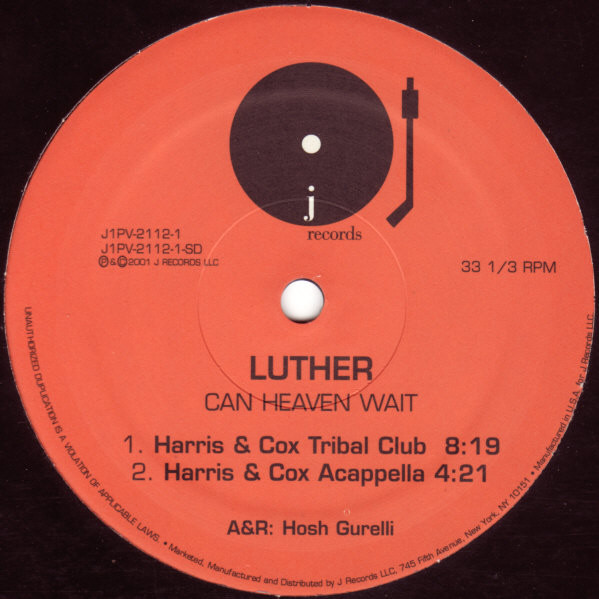 j
records
J1PV-2112-1
J1PV-2112-1-SD
℗&©2001 J RECORDS LLC
33 1/3 RPM
LUTHER
CAN HEAVEN WAIT
1. Harris & Cox Tribal Club 8:19
2. Harris & Cox Acappella 4:21
A&R: Hosh Gurelli
UNAUTHORIZED DUPLICATION IS A VIOLATION OF APPLICABLE LAWS. • Marketed, Manufactured and Distributed by J Records LLC, 745 Fifth Avenue, New York, NY 10151 • Manufactured in U.S.A. for J Records LLC.